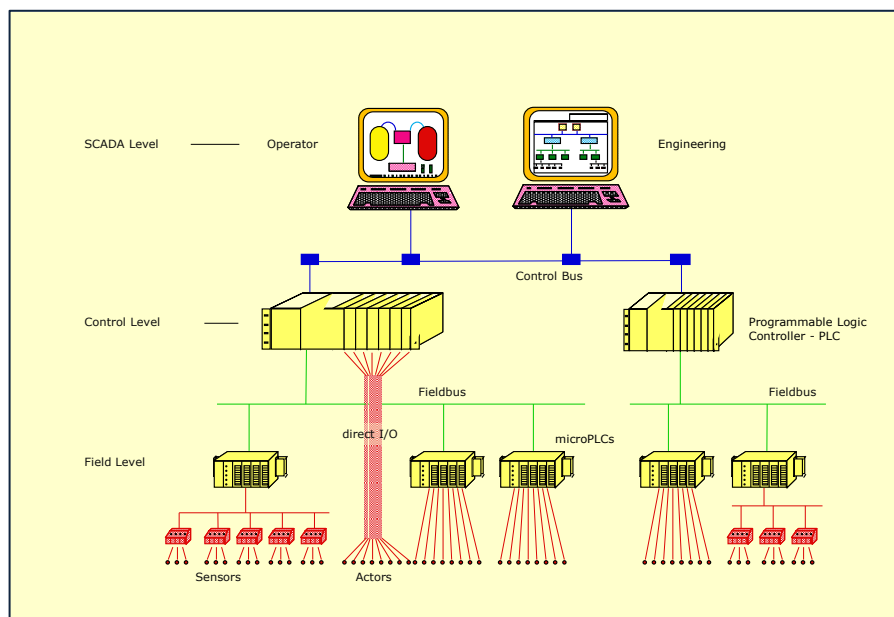 SCADA Level
Operator
Engineering
Control Bus
Control Level
Programmable Logic
Controller - PLC
Fieldbus
Fieldbus
direct I/O
microPLCs
Field Level
Sensors
Actors